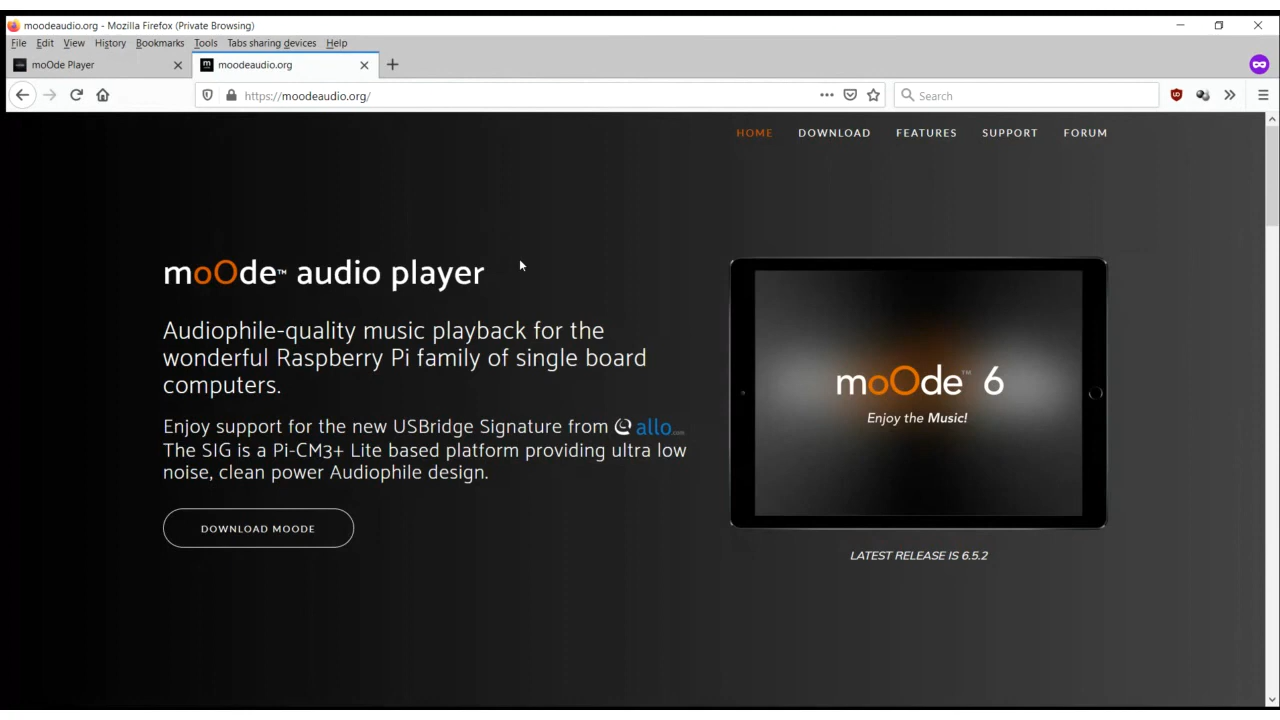 moodeaudio.org - Mozilla Firefox (Private Browsing)
File Edit View History Bookmarks Tools Tabs sharing devices Help
moOde Player
moodeaudio.org
https://moodeaudio.org/
Search
HOME DOWNLOAD FEATURES SUPPORT FORUM
moOde™ audio player
Audiophile-quality music playback for the
wonderful Raspberry Pi family of single board
computers.
Enjoy support for the new USBridge Signature from allo.com
The SIG is a Pi-CM3+ Lite based platform providing ultra low
noise, clean power Audiophile design.
DOWNLOAD MOODE
moOde™ 6
Enjoy the Music!
LATEST RELEASE IS 6.5.2